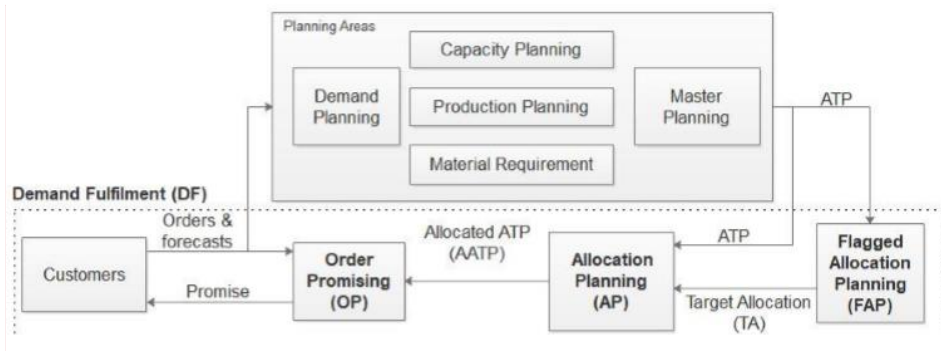 Planning Areas
Capacity Planning
Demand
Planning
Production Planning
Master
Planning
Material Requirement
ATP
Demand Fulfilment (DF)
Orders &
forecasts
Customers
Promise
Order
Promising
(OP)
Allocated ATP
(AATP)
Allocation
Planning
(AP)
ATP
Target Allocation
(TA)
Flagged
Allocation
Planning
(FAP)